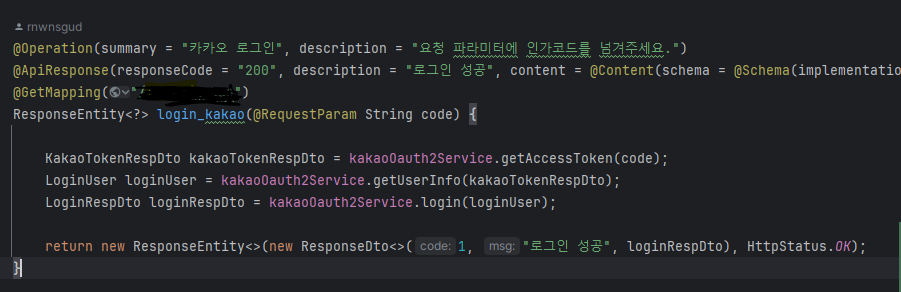 rnwnsgud
@Operation(summary = "카카오 로그인", description = "요청 파라미터에 인가코드를 넘겨주세요.")
@ApiResponse(responseCode = "200", description = "로그인 성공", content = @Content(schema = @Schema(implementatio
@GetMapping("")
ResponseEntity<?> login_kakao(@RequestParam String code) {
KakaoTokenRespDto kakaoTokenRespDto = kakaoOauth2Service.getAccessToken(code);
LoginUser loginUser = kakaoOauth2Service.getUserInfo(kakaoTokenRespDto);
LoginRespDto loginRespDto = kakaoOauth2Service.login(loginUser);
return new ResponseEntity<>(new ResponseDto<>( code: 1, msg: "로그인 성공", loginRespDto), HttpStatus.OK);
}